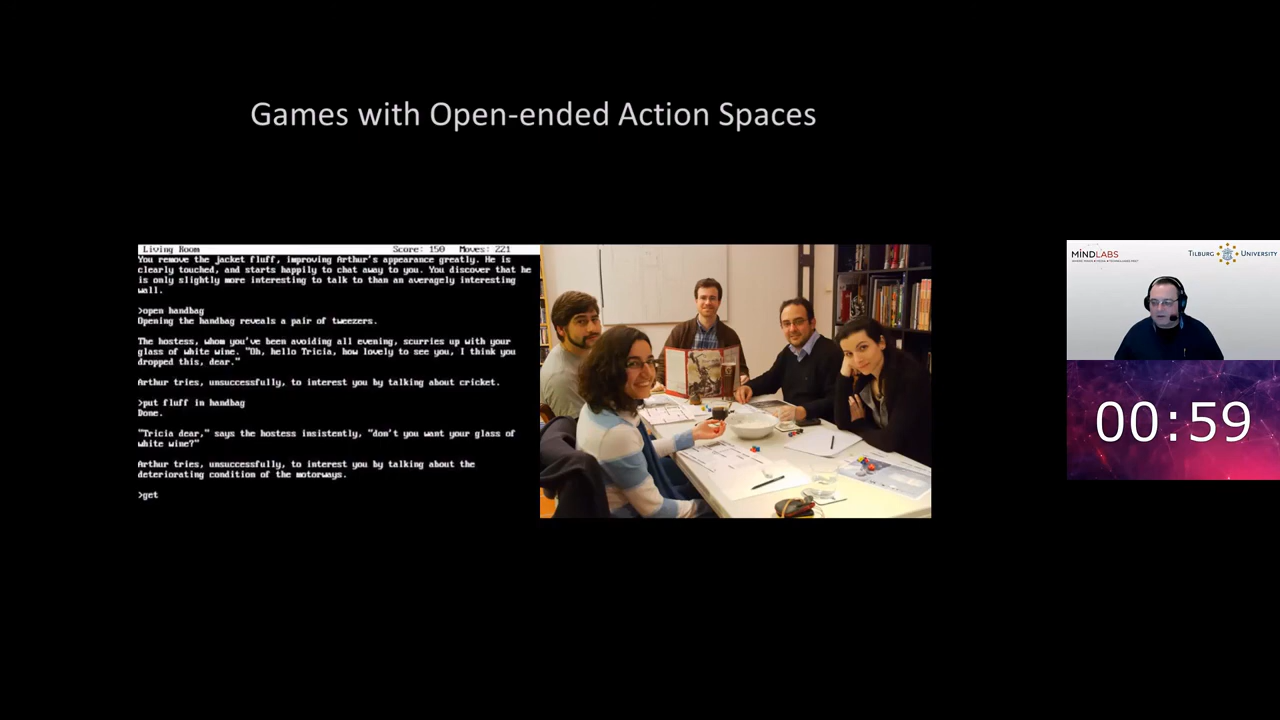 Games with Open-ended Action Spaces
Living Room Score: 150 Moves: 221
You remove the jacket fluff, improving Arthur's appearance greatly. He is
clearly touched, and starts happily to chat away to you. You discover that he
is only slightly more interesting to talk to than an averagely interesting
wall.
>open handbag
Opening the handbag reveals a pair of tweezers.
The hostess, whom you've been avoiding all evening, scurries up with your
glass of white wine. "Oh, hello Tricia, how lovely to see you, I think you
dropped this, dear."
Arthur tries, unsuccessfully, to interest you by talking about cricket.
>put fluff in handbag
Done.
"Tricia dear," says the hostess insistently, "don't you want your glass of
white wine?"
Arthur tries, unsuccessfully, to interest you by talking about the
deteriorating condition of the motorways.
>get
MINDLABS
TILBURG UNIVERSITY
00:59